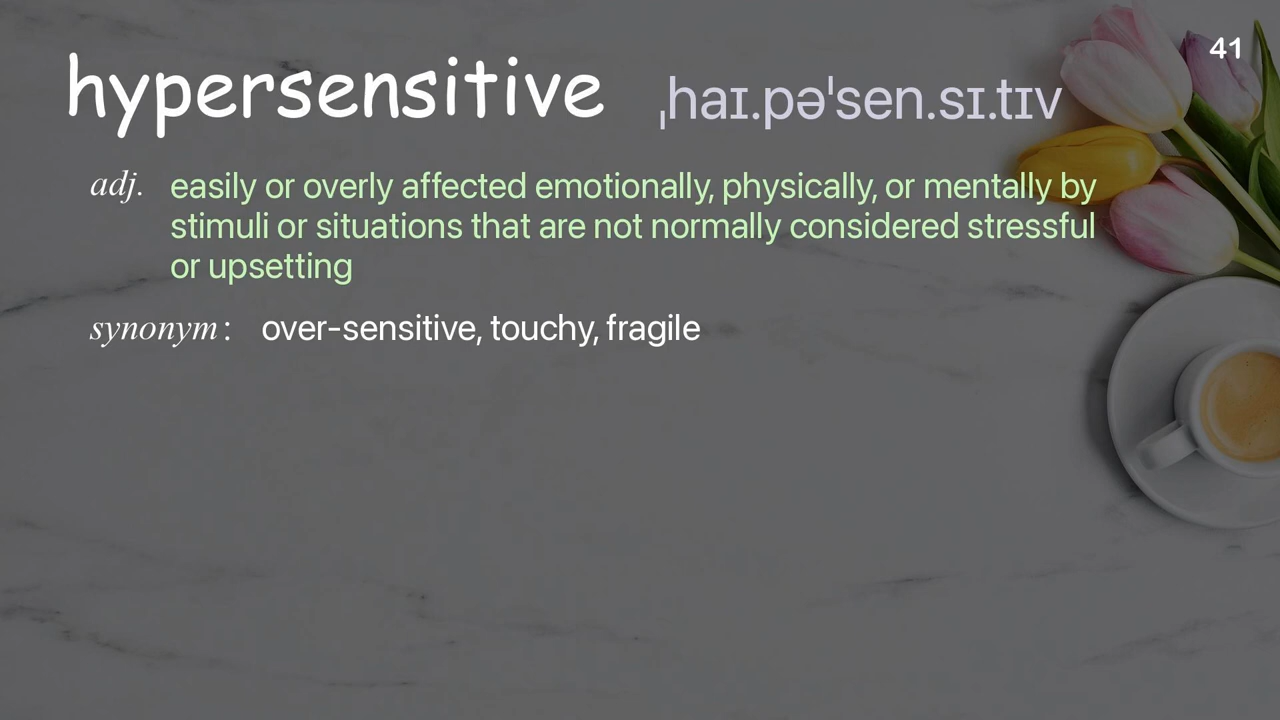 41
hypersensitive ˌhaɪ.pəˈsen.sɪ.tɪv
adj. easily or overly affected emotionally, physically, or mentally by
stimuli or situations that are not normally considered stressful
or upsetting
synonym: over-sensitive, touchy, fragile